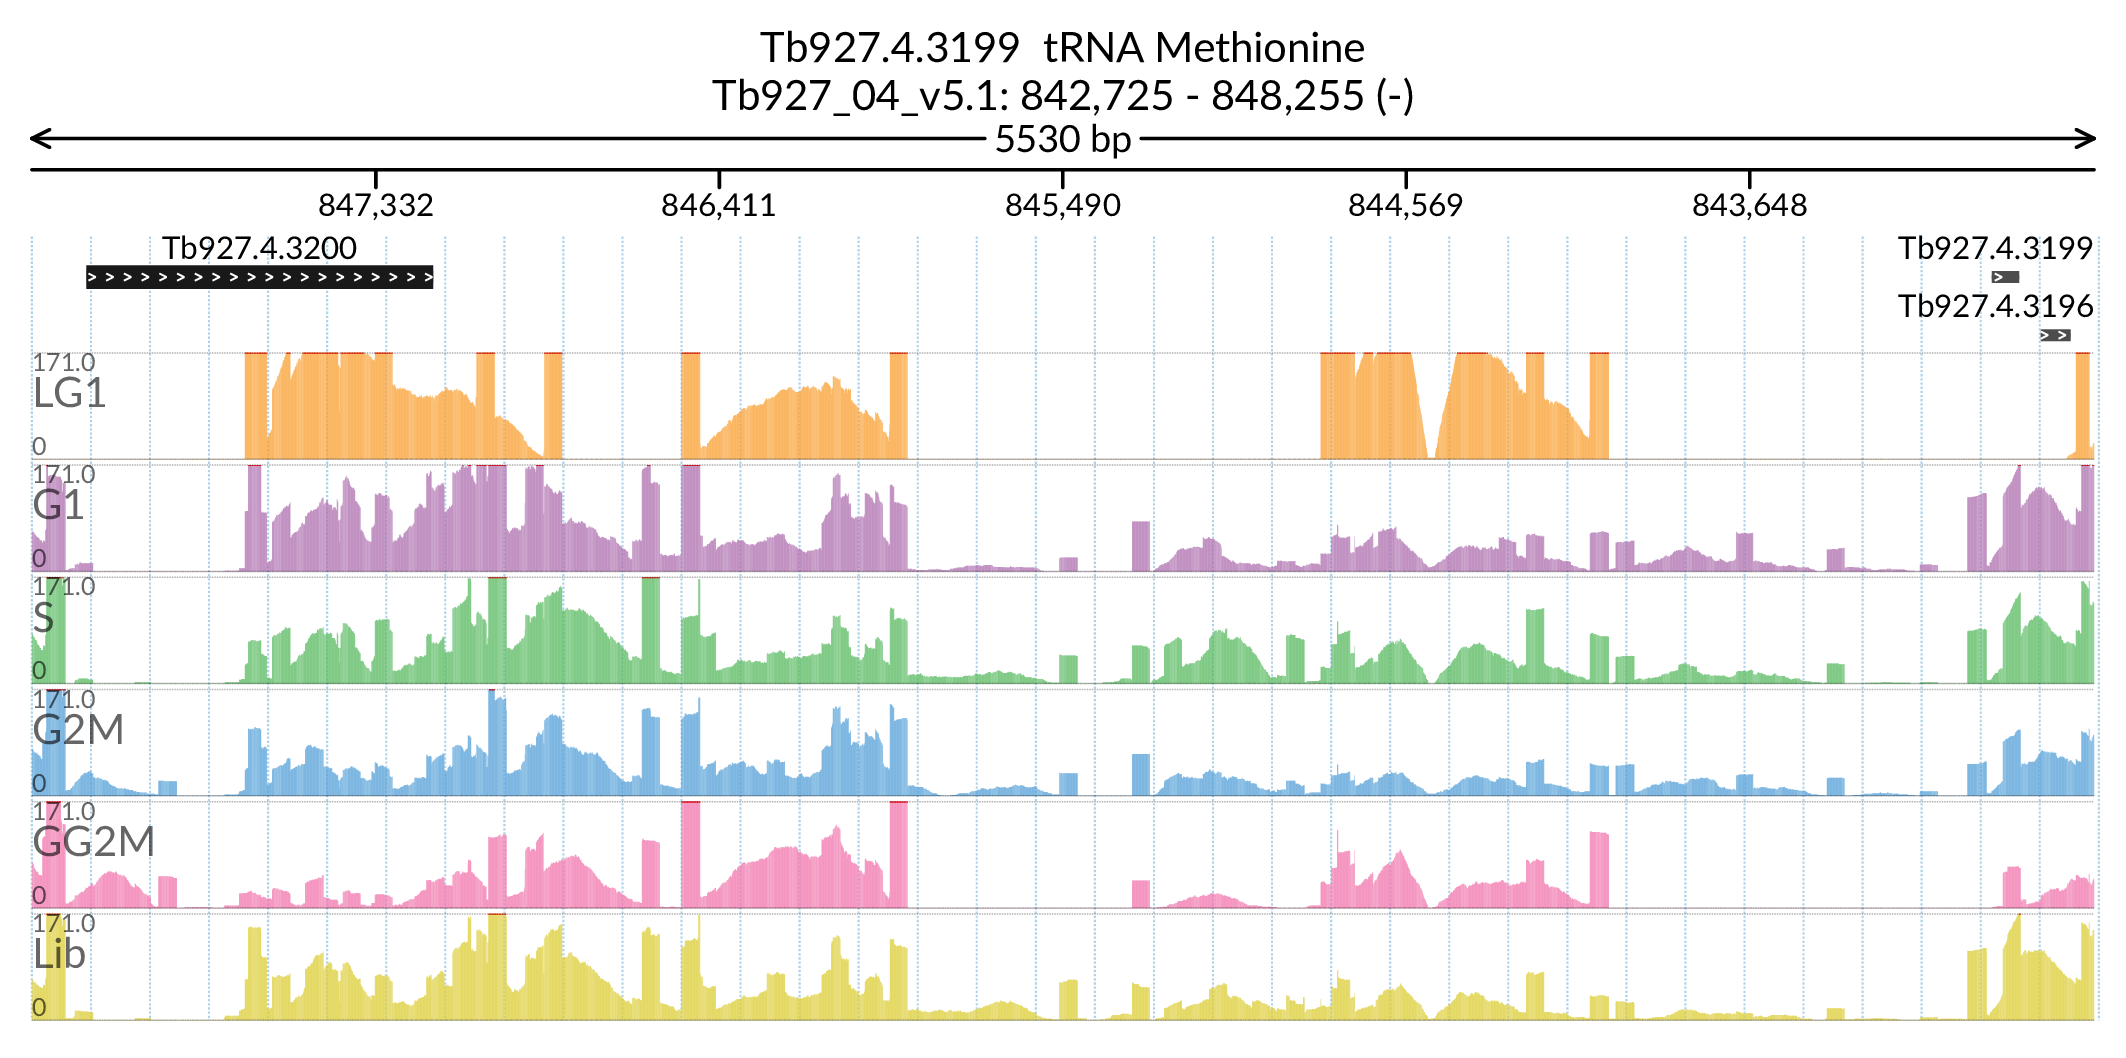 Tb927.4.3199 tRNA Methionine
Tb927_04_v5.1: 842,725 - 848,255 (-)
5530 bp
847,332 846,411 845,490 844,569 843,648
Tb927.4.3200 Tb927.4.3199
Tb927.4.3196
171.0
LG1
0
171.0
G1
0
171.0
S
0
171.0
G2M
0
171.0
GG2M
0
171.0
Lib
0